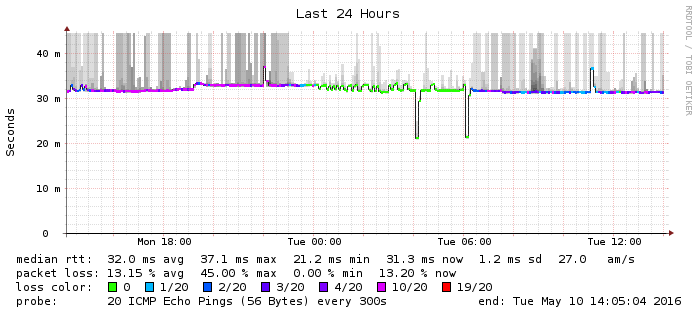 Last 24 Hours
RRDTOOL / TOBI OETIKER
Seconds
40 m
30 m
20 m
10 m
0
Mon 18:00 Tue 00:00 Tue 06:00 Tue 12:00
median rtt: 32.0 ms avg 37.1 ms max 21.2 ms min 31.3 ms now 1.2 ms sd 27.0 am/s
packet loss: 13.15 % avg 45.00 % max 0.00 % min 13.20 % now
loss color: 0 1/20 2/20 3/20 4/20 10/20 19/20
probe: 20 ICMP Echo Pings (56 Bytes) every 300s end: Tue May 10 14:05:04 2016